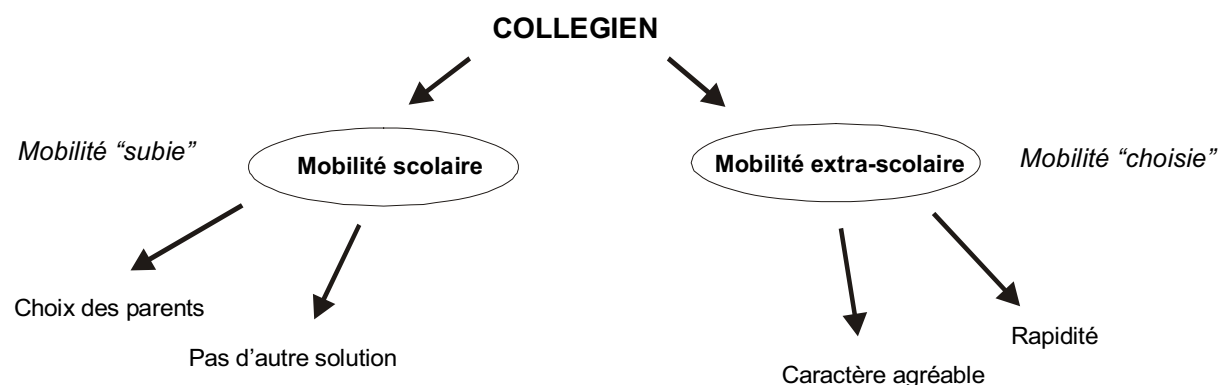 COLLEGIEN
Mobilité “subie”
Mobilité scolaire
Mobilité extra-scolaire
Mobilité “choisie”
Choix des parents
Pas d’autre solution
Rapidité
Caractère agréable